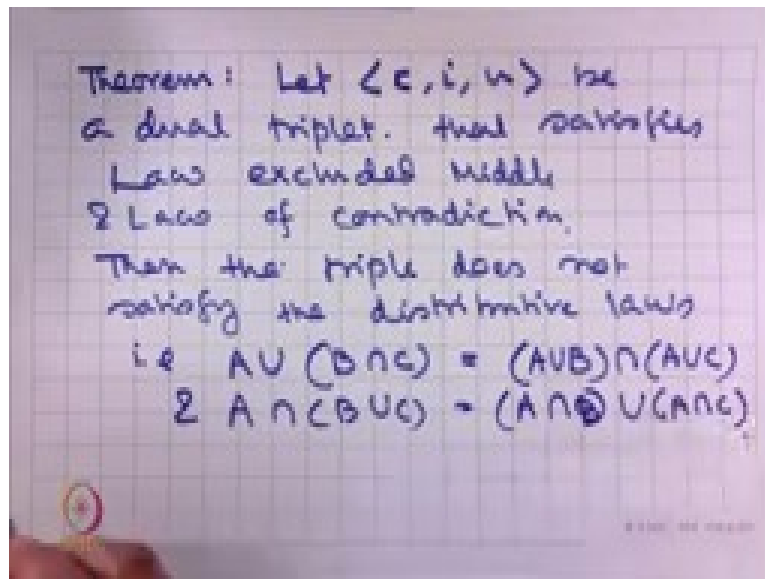 Theorem: Let <c, i, n> be
a dual triplet. that satisfies
Law excluded middle
& Law of contradiction.
Then the triple does not
satisfy the distributive laws
ie A∪(B∩C) = (A∪B)∩(A∪C)
& A∩(B∪C) = (A∩B)∪(A∩C)